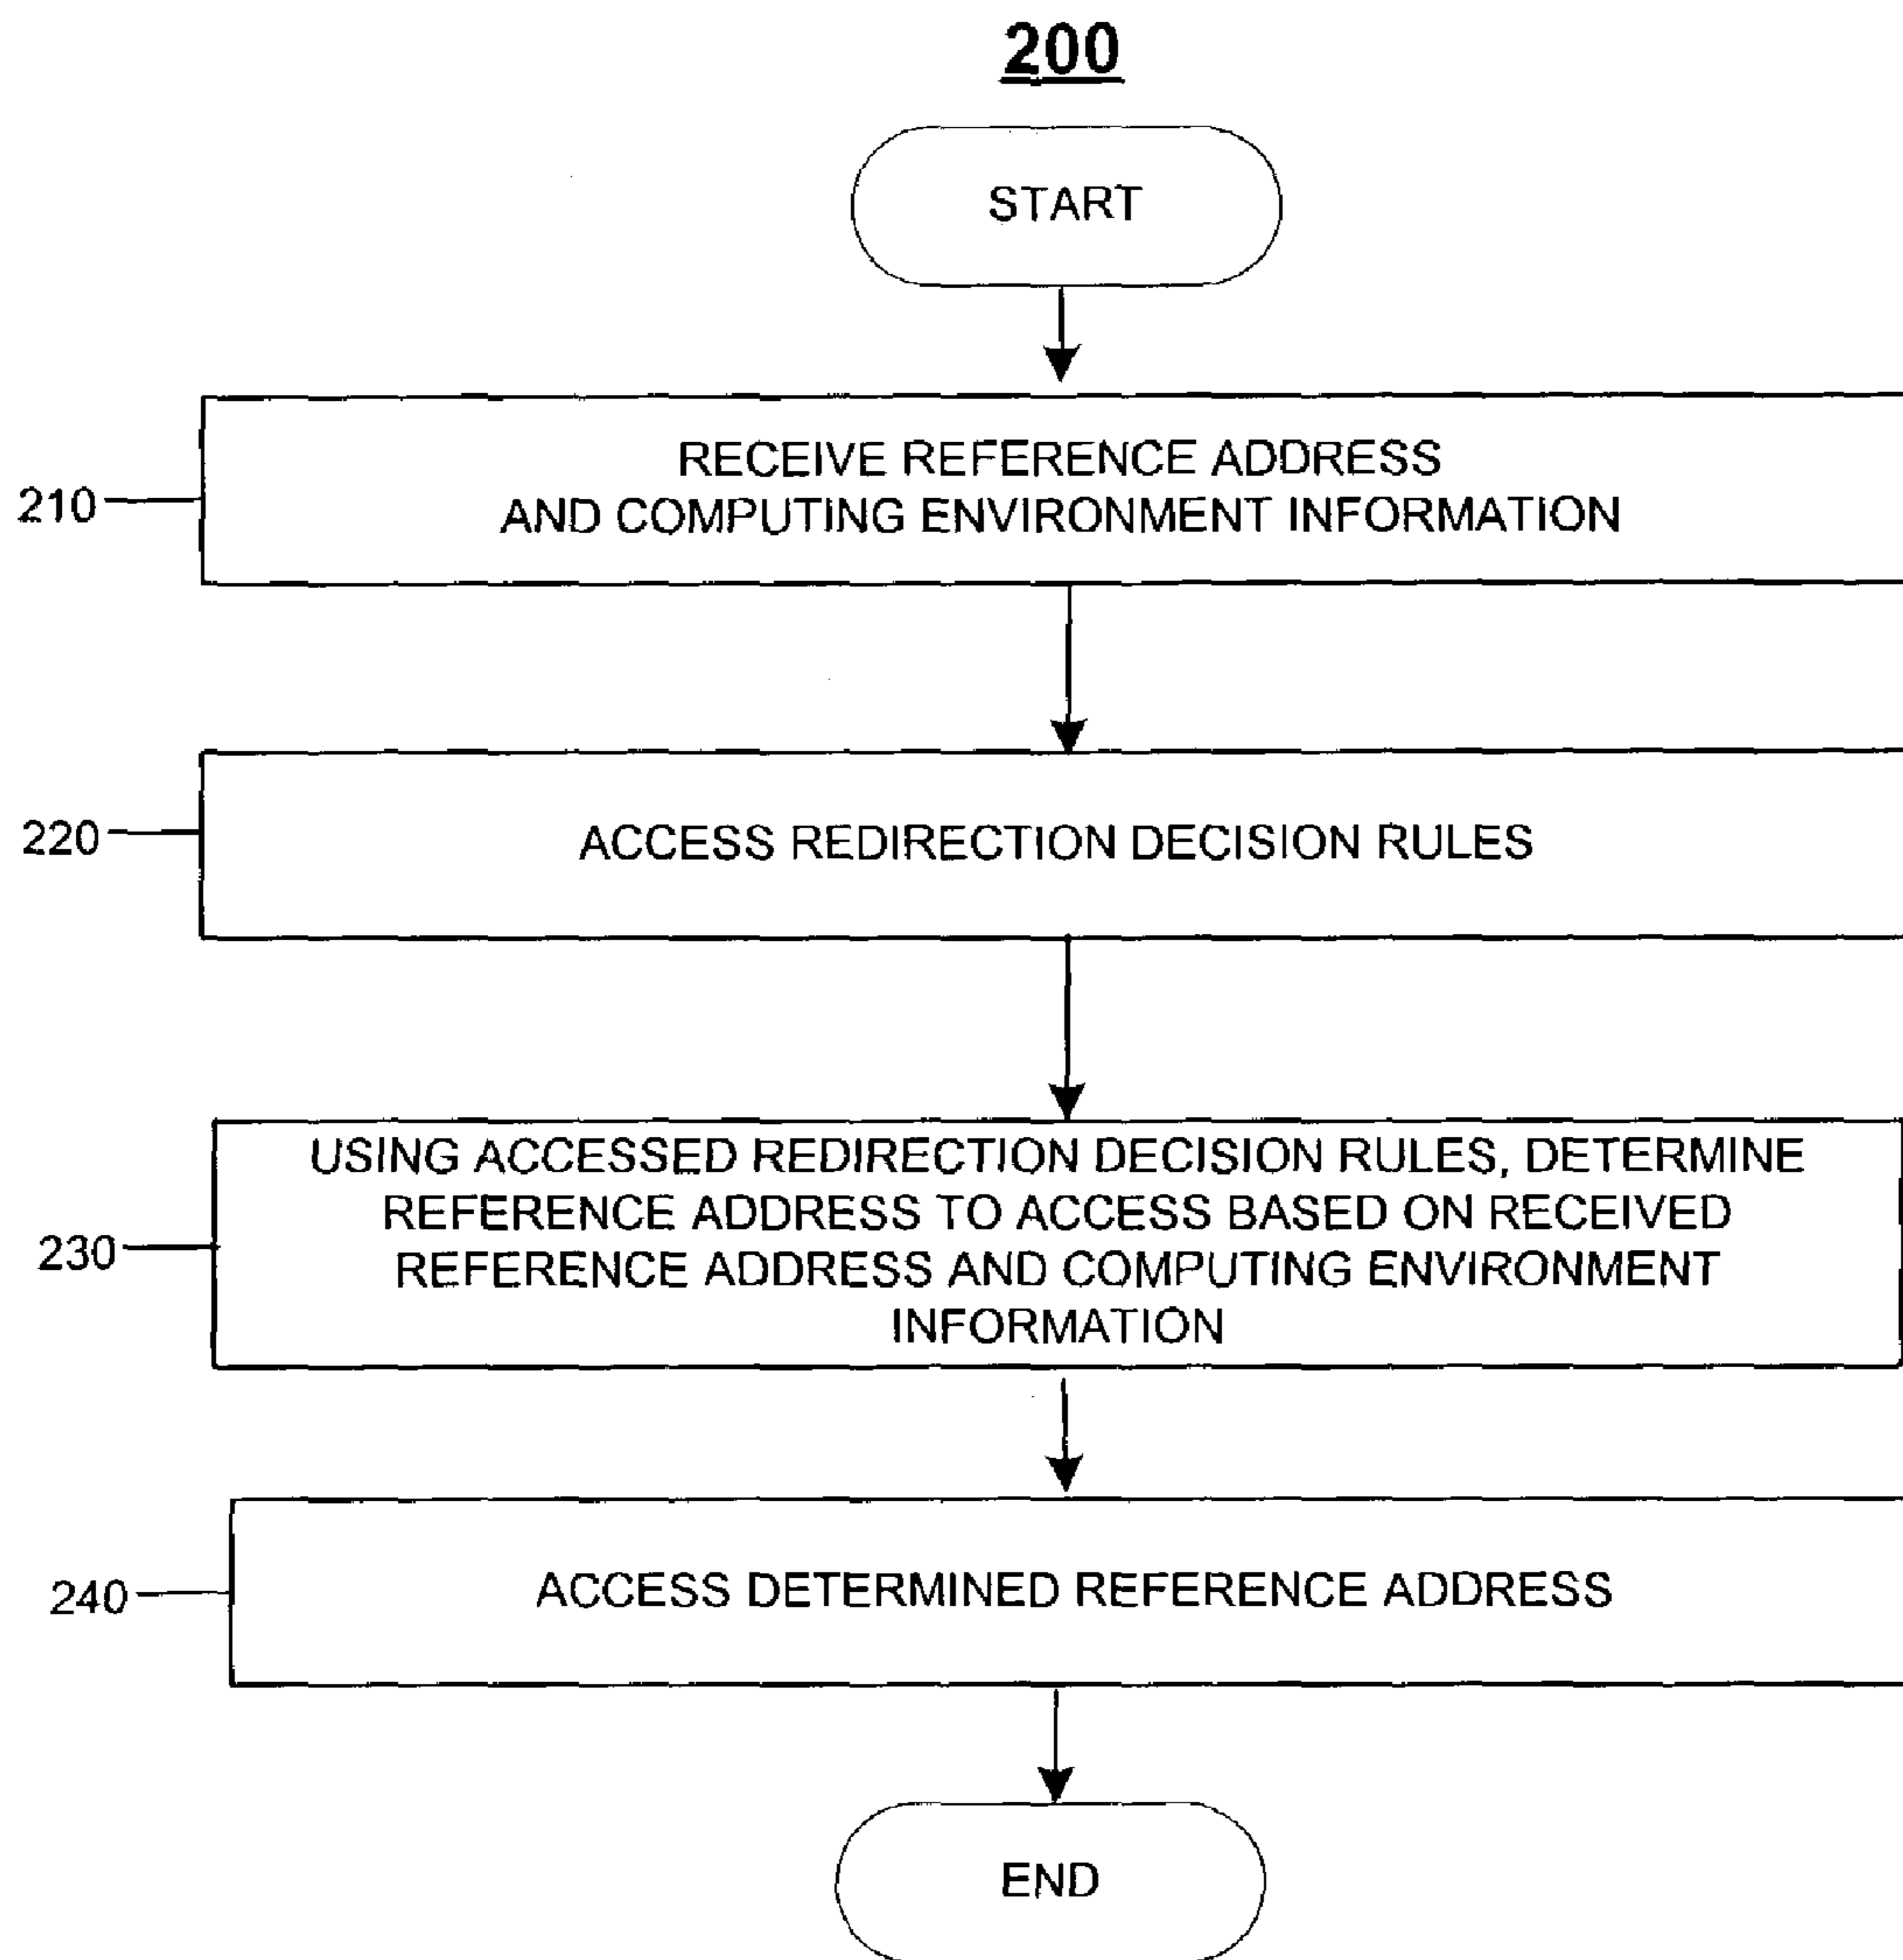 200
START
210
RECEIVE REFERENCE ADDRESS
AND COMPUTING ENVIRONMENT INFORMATION
220
ACCESS REDIRECTION DECISION RULES
230
USING ACCESSED REDIRECTION DECISION RULES, DETERMINE
REFERENCE ADDRESS TO ACCESS BASED ON RECEIVED
REFERENCE ADDRESS AND COMPUTING ENVIRONMENT
INFORMATION
240
ACCESS DETERMINED REFERENCE ADDRESS
END